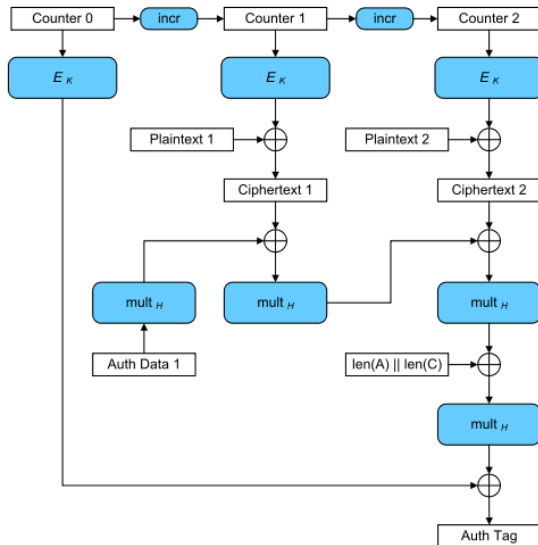 Counter 0
incr
Counter 1
incr
Counter 2
E K
E K
E K
Plaintext 1
Plaintext 2
Ciphertext 1
Ciphertext 2
mult H
mult H
mult H
Auth Data 1
len(A) || len(C)
mult H
Auth Tag